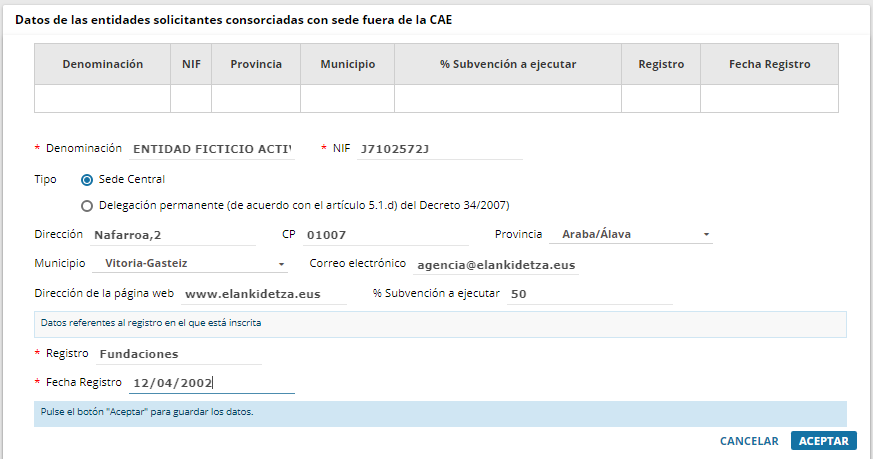 Datos de las entidades solicitantes consorciadas con sede fuera de la CAE
Denominación NIF Provincia Municipio % Subvención a ejecutar Registro Fecha Registro
* Denominación ENTIDAD FICTICIO ACTIV * NIF J7102572J
Tipo Sede Central
Delegación permanente (de acuerdo con el artículo 5.1.d) del Decreto 34/2007)
Dirección Nafarroa,2 CP 01007 Provincia Araba/Álava
Municipio Vitoria-Gasteiz Correo electrónico agencia@elankidetza.eus
Dirección de la página web www.elankidetza.eus % Subvención a ejecutar 50
Datos referentes al registro en el que está inscrita
* Registro Fundaciones
* Fecha Registro 12/04/2002
Pulse el botón "Aceptar" para guardar los datos.
CANCELAR ACEPTAR